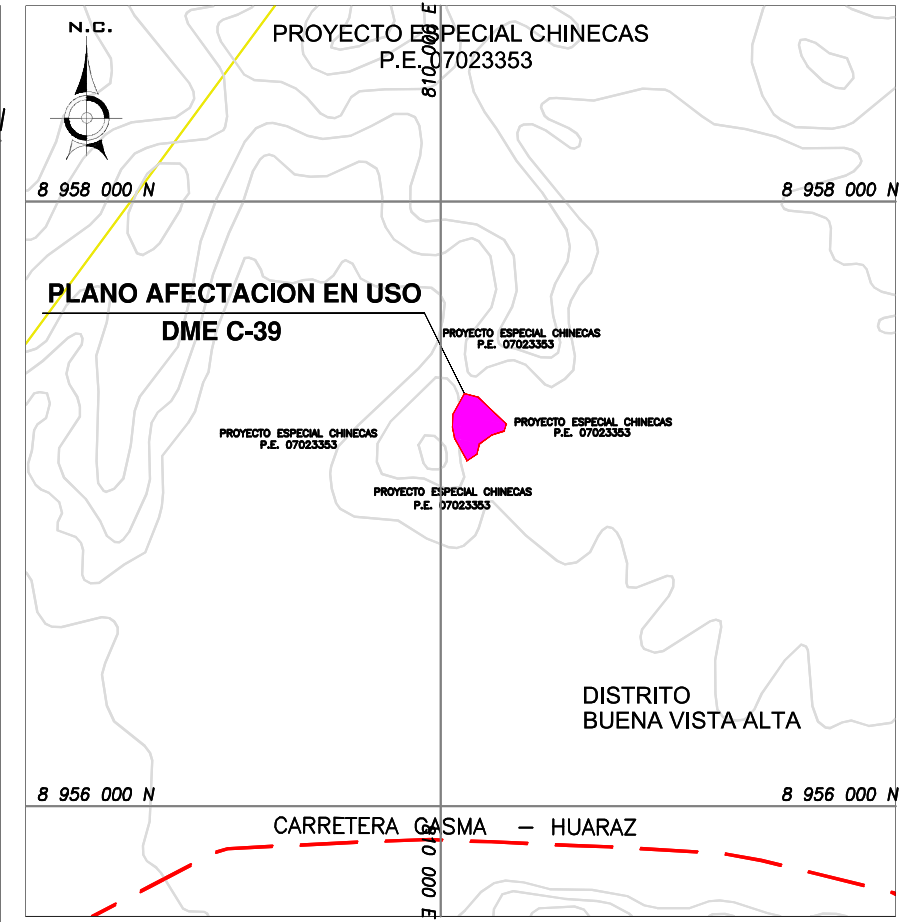 N.C.
PROYECTO ESPECIAL CHINECAS
P.E. 07023353
810 000 E
8 958 000 N
8 958 000 N
PLANO AFECTACION EN USO
DME C-39
PROYECTO ESPECIAL CHINECAS
P.E. 07023353
PROYECTO ESPECIAL CHINECAS
P.E. 07023353
PROYECTO ESPECIAL CHINECAS
P.E. 07023353
PROYECTO ESPECIAL CHINECAS
P.E. 07023353
DISTRITO
BUENA VISTA ALTA
8 956 000 N
8 956 000 N
CARRETERA CASMA - HUARAZ
810 000 E